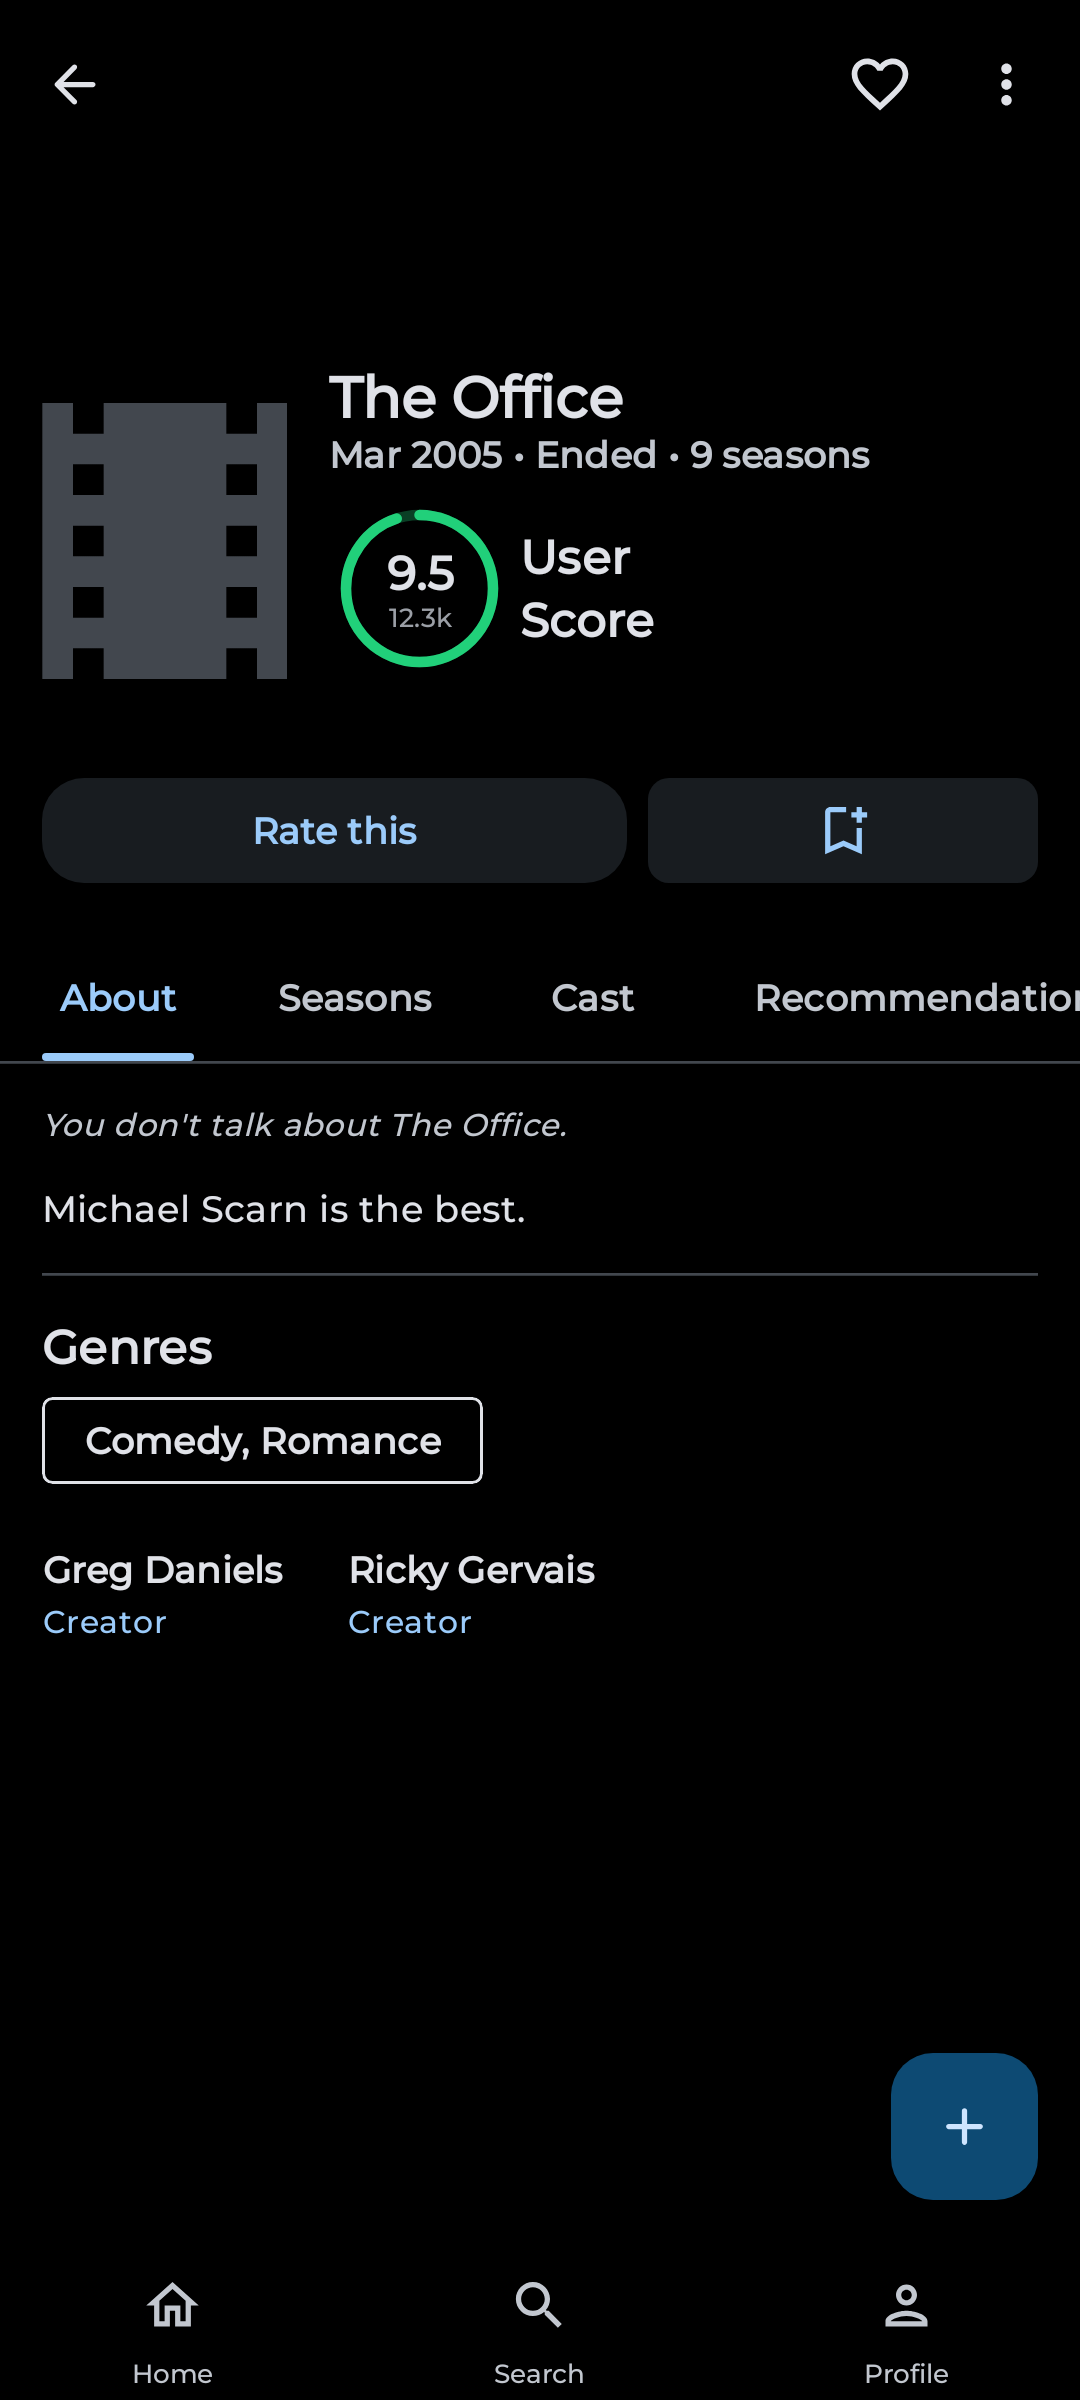 The Office
Mar 2005 • Ended • 9 seasons
9.5
12.3k
User
Score
Rate this
About
Seasons
Cast
Recommendation
You don't talk about The Office.
Michael Scarn is the best.
Genres
Comedy, Romance
Greg Daniels
Creator
Ricky Gervais
Creator
Home
Search
Profile